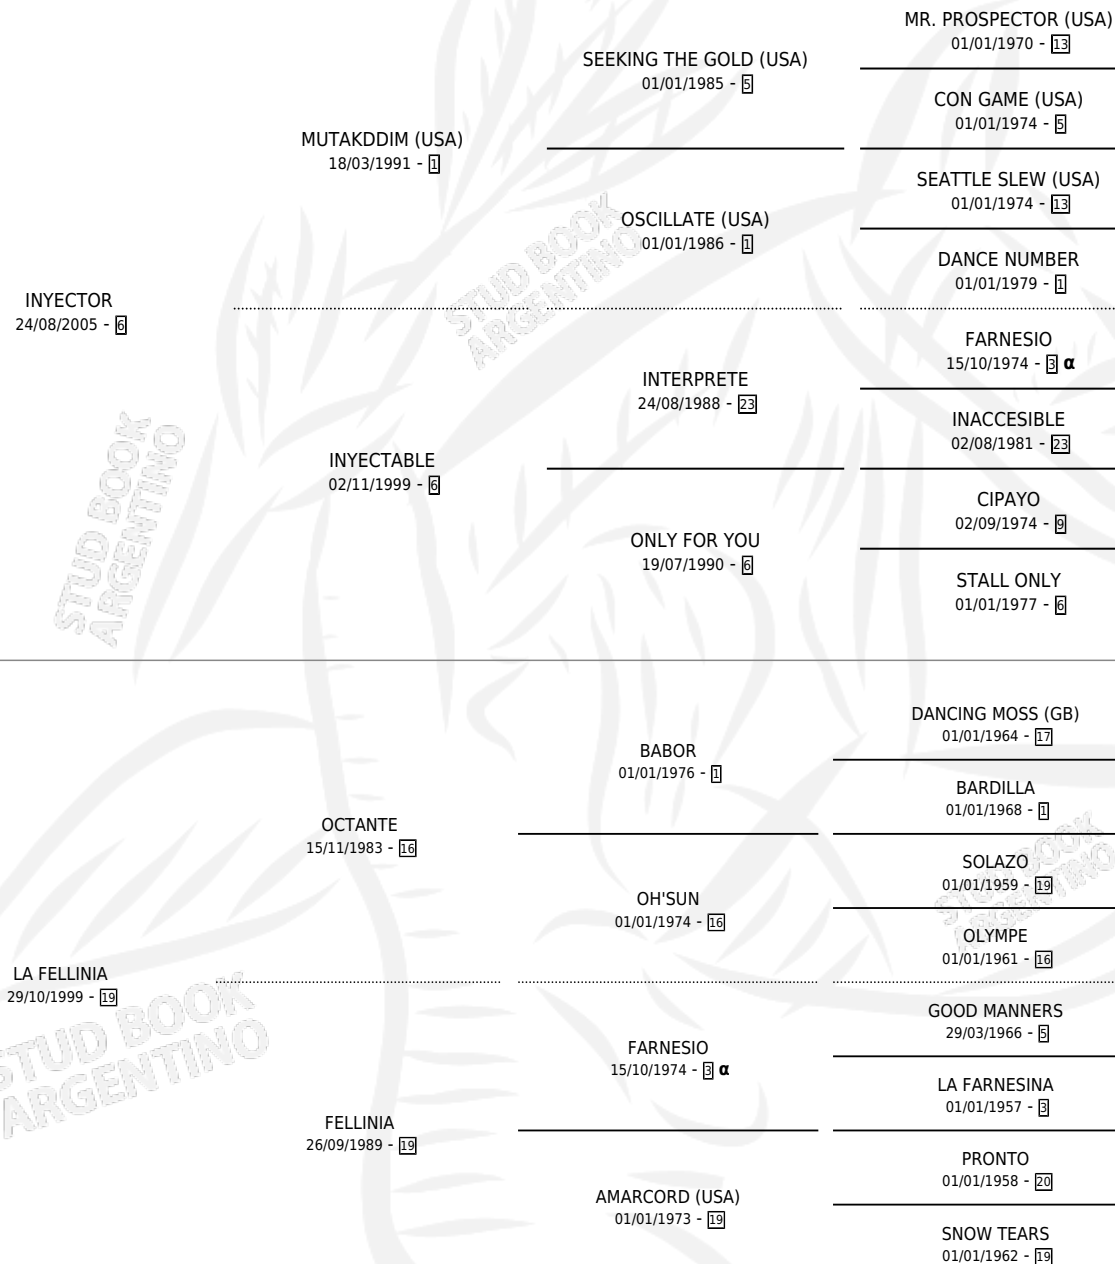 MR. PROSPECTOR (USA)
01/01/1970 - 13
SEEKING THE GOLD (USA)
01/01/1985 - 5
CON GAME (USA)
01/01/1974 - 5
MUTAKDDIM (USA)
18/03/1991 - 1
SEATTLE SLEW (USA)
01/01/1974 - 13
OSCILLATE (USA)
01/01/1986 - 1
DANCE NUMBER
01/01/1979 - 1
INYECTOR
24/08/2005 - 6
FARNESIO
15/10/1974 - 3 α
INTERPRETE
24/08/1988 - 23
INACCESIBLE
02/08/1981 - 23
INYECTABLE
02/11/1999 - 6
CIPAYO
02/09/1974 - 9
ONLY FOR YOU
19/07/1990 - 6
STALL ONLY
01/01/1977 - 6
DANCING MOSS (GB)
01/01/1964 - 17
BABOR
01/01/1976 - 1
BARDILLA
01/01/1968 - 1
OCTANTE
15/11/1983 - 16
SOLAZO
01/01/1959 - 19
OH'SUN
01/01/1974 - 16
OLYMPE
01/01/1961 - 16
LA FELLINIA
29/10/1999 - 19
GOOD MANNERS
29/03/1966 - 5
FARNESIO
15/10/1974 - 3 α
LA FARNESINA
01/01/1957 - 3
FELLINIA
26/09/1989 - 19
PRONTO
01/01/1958 - 20
AMARCORD (USA)
01/01/1973 - 19
SNOW TEARS
01/01/1962 - 19
STUD BOOK
ARGENTINO
STUD BOOK
ARGENTINO
STUD BOOK
ARGENTINO
STUD BOOK
ARGENTINO